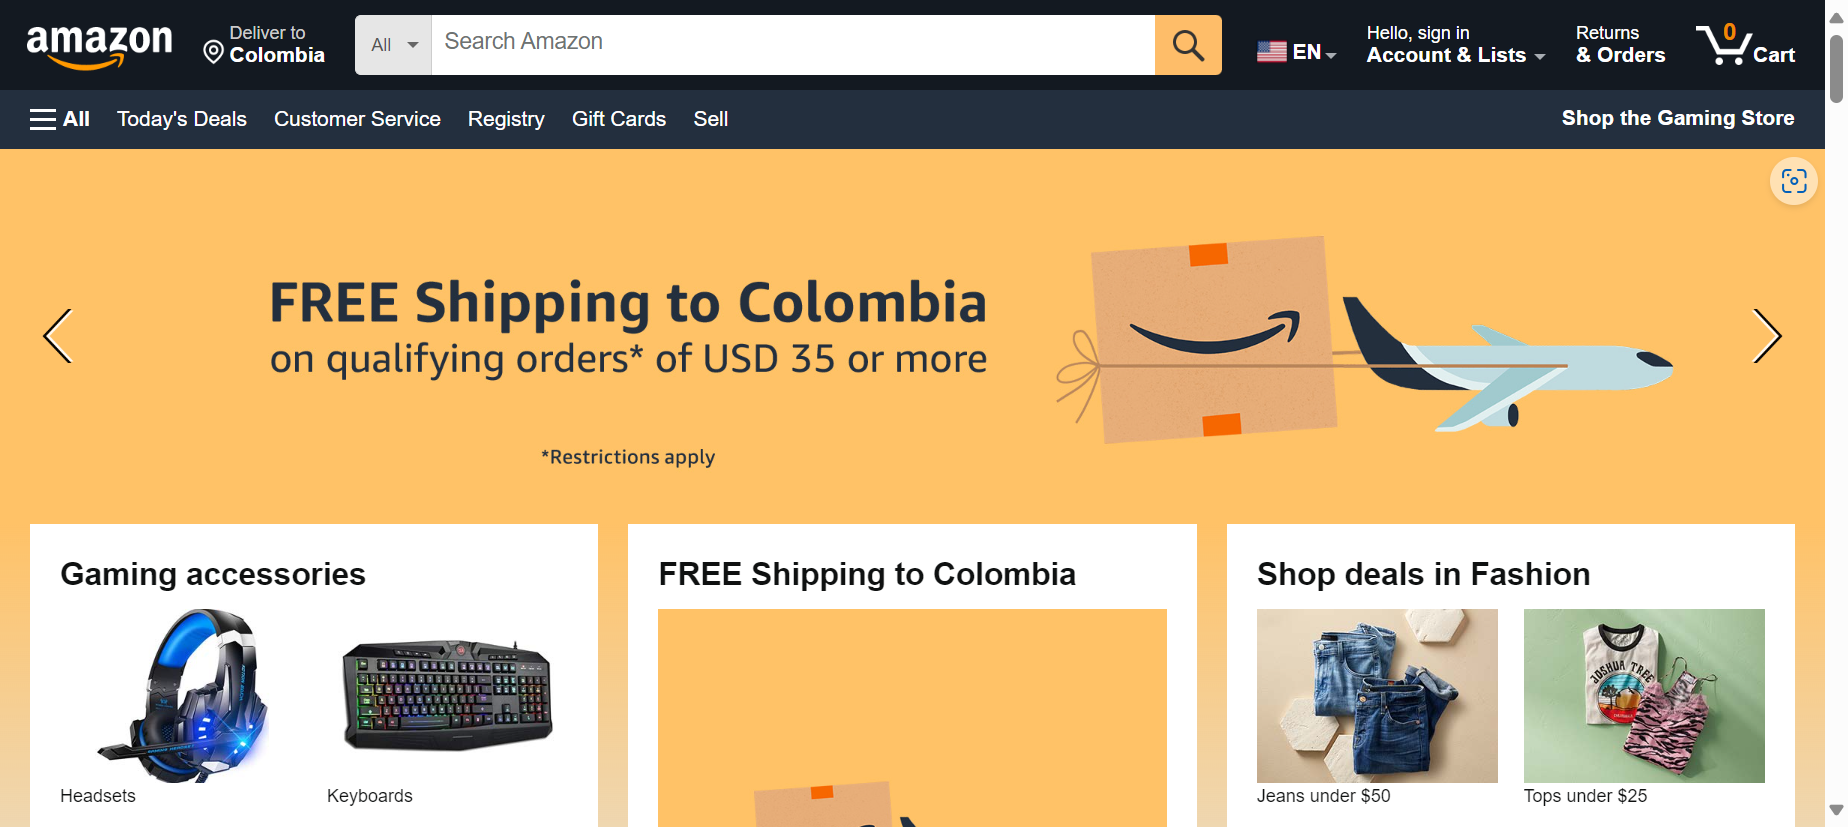 amazon
Deliver to
Colombia
All
Search Amazon
EN
Hello, sign in
Account & Lists
Returns
& Orders
0
Cart
All
Today's Deals
Customer Service
Registry
Gift Cards
Sell
Shop the Gaming Store
FREE Shipping to Colombia
on qualifying orders* of USD 35 or more
*Restrictions apply
Gaming accessories
Headsets
Keyboards
FREE Shipping to Colombia
Shop deals in Fashion
JOSHUA TREE
Jeans under $50
Tops under $25